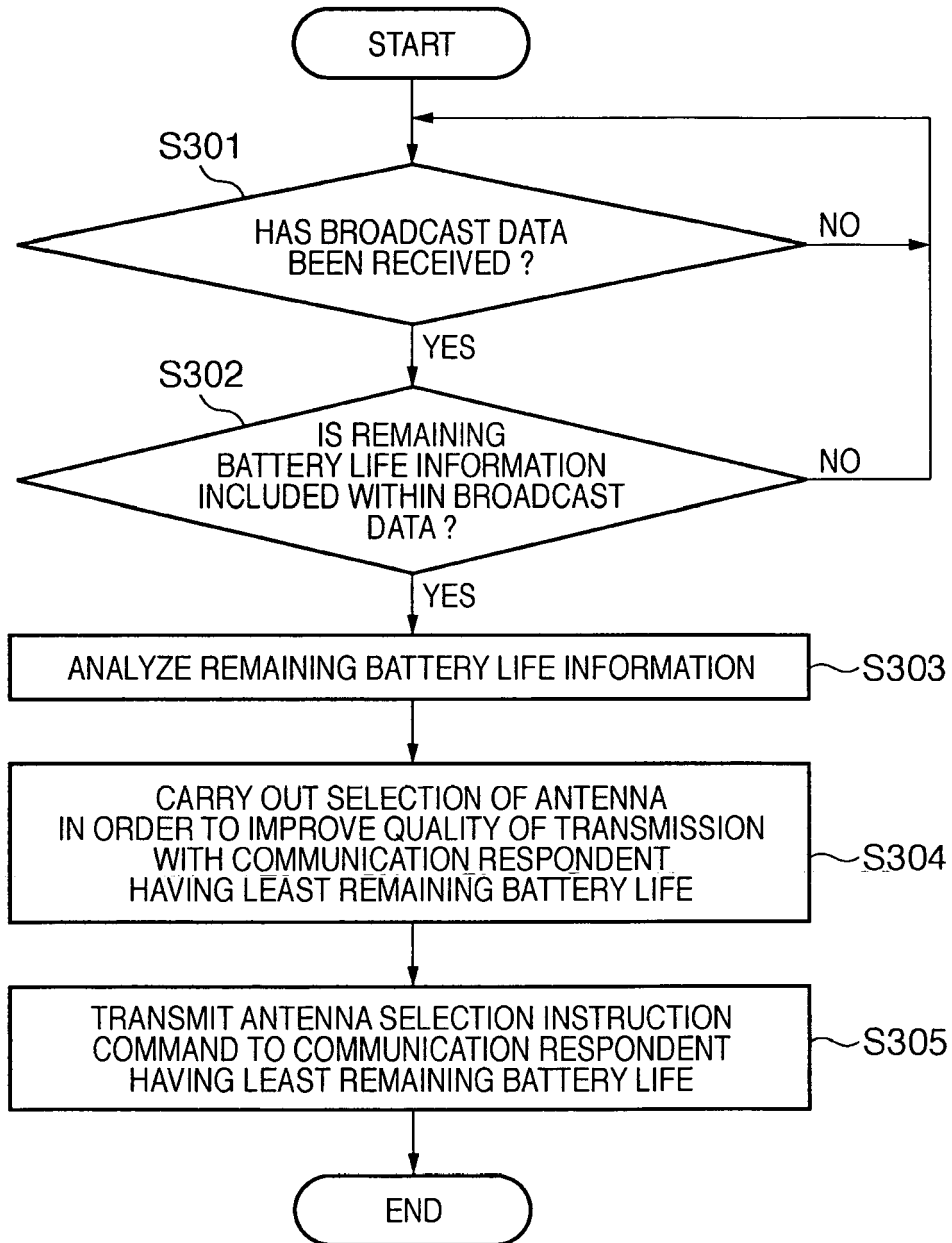 START
S301
HAS BROADCAST DATA
BEEN RECEIVED ?
NO
YES
S302
IS REMAINING
BATTERY LIFE INFORMATION
INCLUDED WITHIN BROADCAST
DATA ?
NO
YES
ANALYZE REMAINING BATTERY LIFE INFORMATION
S303
CARRY OUT SELECTION OF ANTENNA
IN ORDER TO IMPROVE QUALITY OF TRANSMISSION
WITH COMMUNICATION RESPONDENT
HAVING LEAST REMAINING BATTERY LIFE
S304
TRANSMIT ANTENNA SELECTION INSTRUCTION
COMMAND TO COMMUNICATION RESPONDENT
HAVING LEAST REMAINING BATTERY LIFE
S305
END